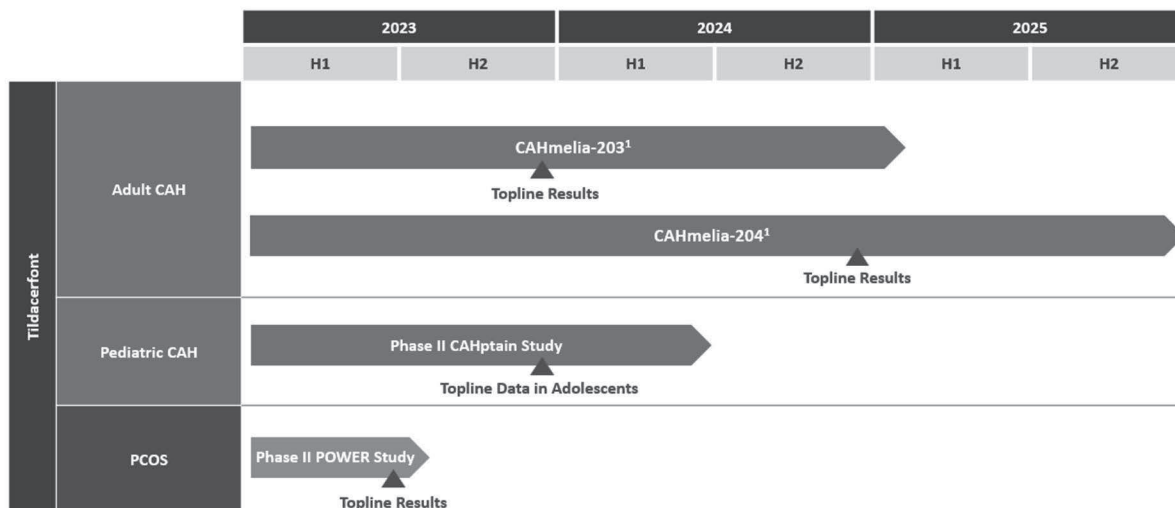 2023 2024 2025
H1 H2 H1 H2 H1 H2
Tildacerfont
Adult CAH
CAHmelia-203¹
Topline Results
CAHmelia-204¹
Topline Results
Pediatric CAH
Phase II CAHptain Study
Topline Data in Adolescents
PCOS
Phase II POWER Study
Topline Results